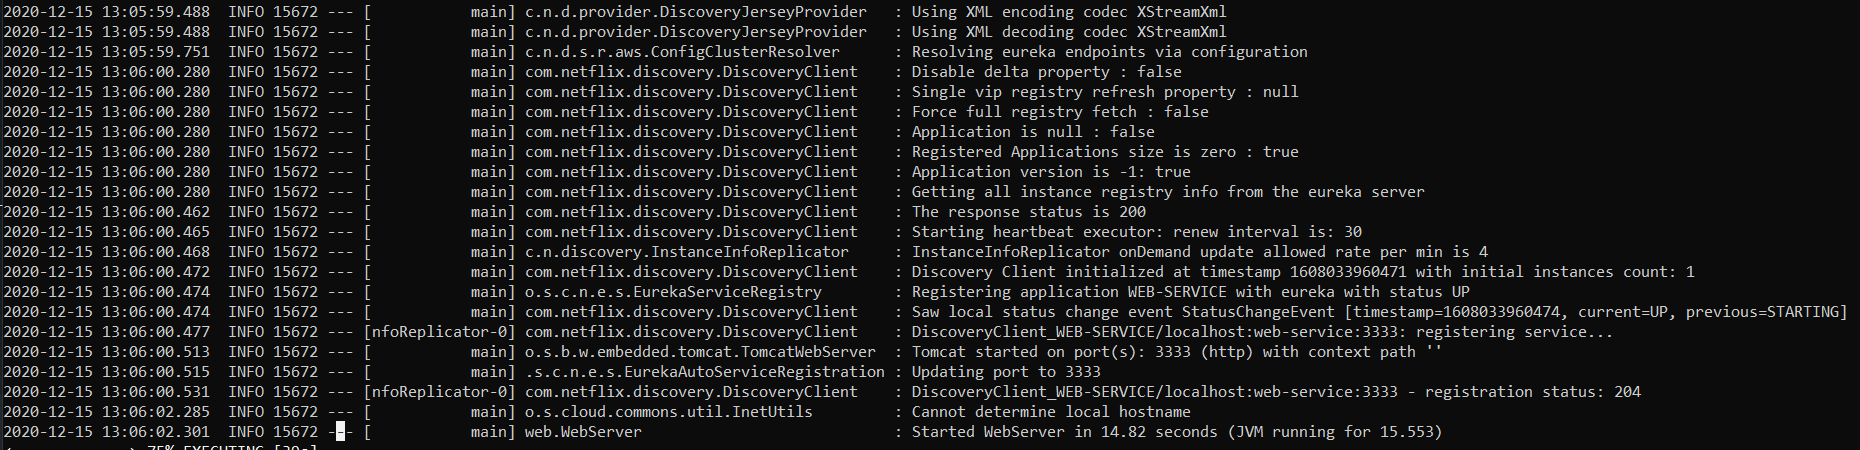 2020-12-15 13:05:59.488  INFO 15672 --- [           main] c.n.d.provider.DiscoveryJerseyProvider   : Using XML encoding codec XStreamXml
2020-12-15 13:05:59.488  INFO 15672 --- [           main] c.n.d.provider.DiscoveryJerseyProvider   : Using XML decoding codec XStreamXml
2020-12-15 13:05:59.751  INFO 15672 --- [           main] c.n.d.s.r.aws.ConfigClusterResolver      : Resolving eureka endpoints via configuration
2020-12-15 13:06:00.280  INFO 15672 --- [           main] com.netflix.discovery.DiscoveryClient    : Disable delta property : false
2020-12-15 13:06:00.280  INFO 15672 --- [           main] com.netflix.discovery.DiscoveryClient    : Single vip registry refresh property : null
2020-12-15 13:06:00.280  INFO 15672 --- [           main] com.netflix.discovery.DiscoveryClient    : Force full registry fetch : false
2020-12-15 13:06:00.280  INFO 15672 --- [           main] com.netflix.discovery.DiscoveryClient    : Application is null : false
2020-12-15 13:06:00.280  INFO 15672 --- [           main] com.netflix.discovery.DiscoveryClient    : Registered Applications size is zero : true
2020-12-15 13:06:00.280  INFO 15672 --- [           main] com.netflix.discovery.DiscoveryClient    : Application version is -1: true
2020-12-15 13:06:00.280  INFO 15672 --- [           main] com.netflix.discovery.DiscoveryClient    : Getting all instance registry info from the eureka server
2020-12-15 13:06:00.462  INFO 15672 --- [           main] com.netflix.discovery.DiscoveryClient    : The response status is 200
2020-12-15 13:06:00.465  INFO 15672 --- [           main] com.netflix.discovery.DiscoveryClient    : Starting heartbeat executor: renew interval is: 30
2020-12-15 13:06:00.468  INFO 15672 --- [           main] c.n.discovery.InstanceInfoReplicator     : InstanceInfoReplicator onDemand update allowed rate per min is 4
2020-12-15 13:06:00.472  INFO 15672 --- [           main] com.netflix.discovery.DiscoveryClient    : Discovery Client initialized at timestamp 1608033960471 with initial instances count: 1
2020-12-15 13:06:00.474  INFO 15672 --- [           main] o.s.c.n.e.s.EurekaServiceRegistry        : Registering application WEB-SERVICE with eureka with status UP
2020-12-15 13:06:00.474  INFO 15672 --- [           main] com.netflix.discovery.DiscoveryClient    : Saw local status change event StatusChangeEvent [timestamp=1608033960474, current=UP, previous=STARTING]
2020-12-15 13:06:00.477  INFO 15672 --- [nfoReplicator-0] com.netflix.discovery.DiscoveryClient    : DiscoveryClient_WEB-SERVICE/localhost:web-service:3333: registering service...
2020-12-15 13:06:00.513  INFO 15672 --- [           main] o.s.b.w.embedded.tomcat.TomcatWebServer  : Tomcat started on port(s): 3333 (http) with context path ''
2020-12-15 13:06:00.515  INFO 15672 --- [           main] .s.c.n.e.s.EurekaAutoServiceRegistration : Updating port to 3333
2020-12-15 13:06:00.531  INFO 15672 --- [nfoReplicator-0] com.netflix.discovery.DiscoveryClient    : DiscoveryClient_WEB-SERVICE/localhost:web-service:3333 - registration status: 204
2020-12-15 13:06:02.285  INFO 15672 --- [           main] o.s.cloud.commons.util.InetUtils         : Cannot determine local hostname
2020-12-15 13:06:02.301  INFO 15672 --- [           main] web.WebServer                            : Started WebServer in 14.82 seconds (JVM running for 15.553)
75% EXECUTING